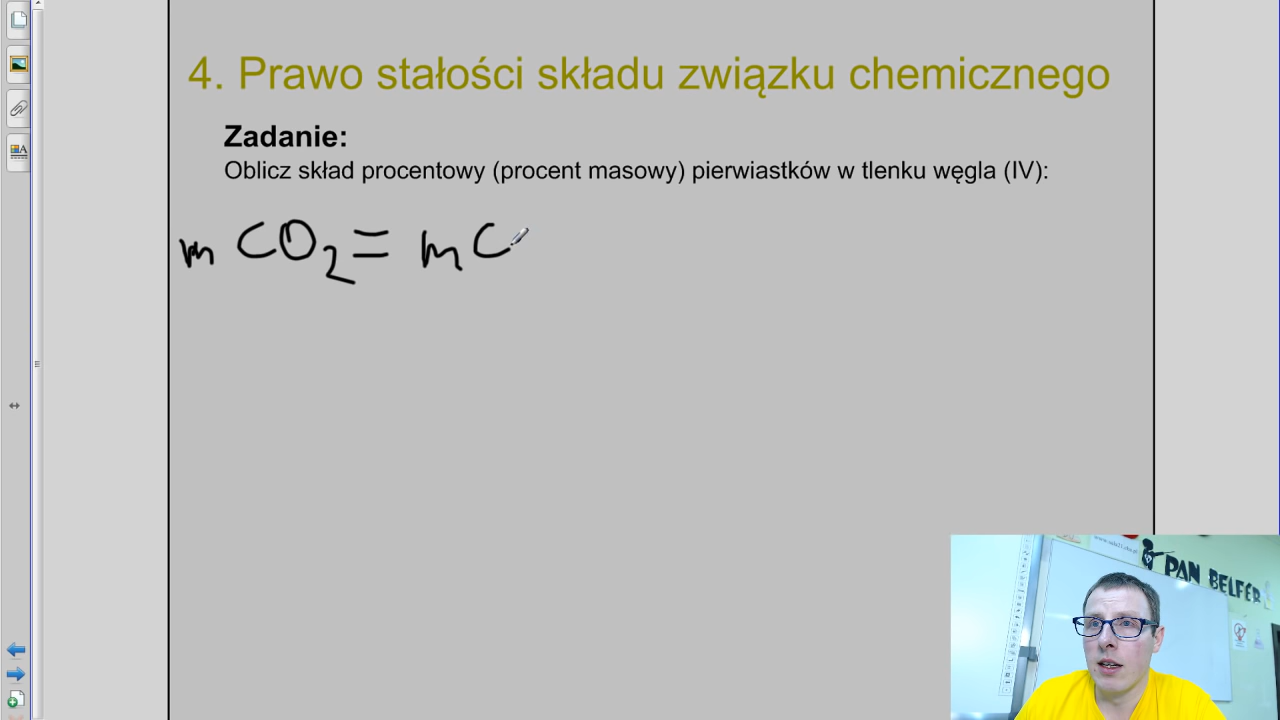 4. Prawo stałości składu związku chemicznego
Zadanie:
Oblicz skład procentowy (procent masowy) pierwiastków w tlenku węgla (IV):
m CO₂ = m C
PAN BELFER